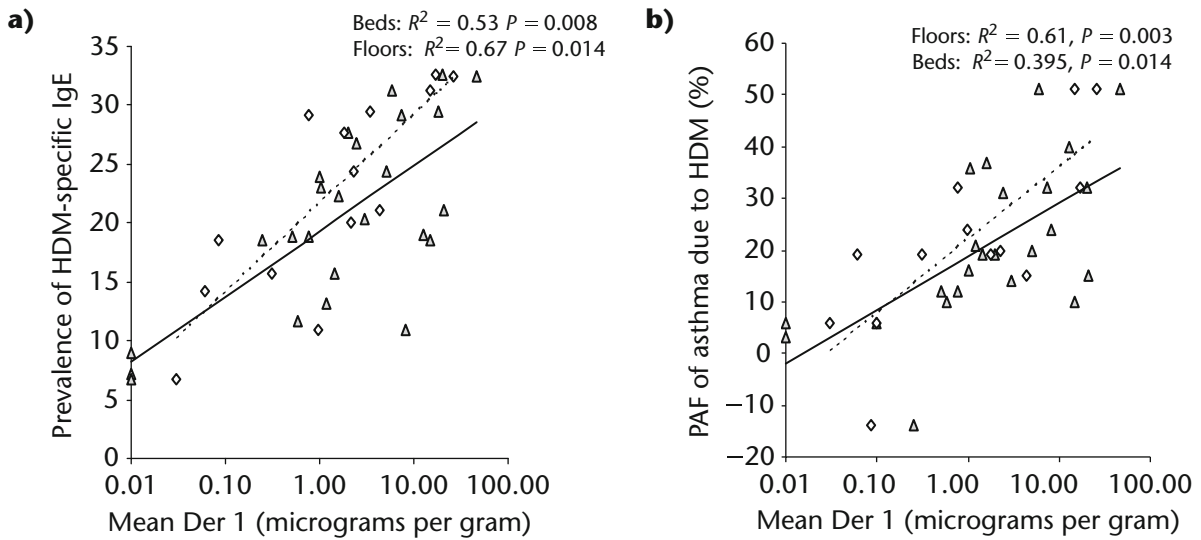 a)
Beds: R² = 0.53 P = 0.008
Floors: R²= 0.67 P = 0.014
Prevalence of HDM-specific IgE
35
30
25
20
15
10
5
0
0.01 0.10 1.00 10.00 100.00
Mean Der 1 (micrograms per gram)
b)
Floors: R² = 0.61, P = 0.003
Beds: R²= 0.395, P = 0.014
PAF of asthma due to HDM (%)
60
50
40
30
20
10
0
−10
−20
0.01 0.10 1.00 10.00 100.00
Mean Der 1 (micrograms per gram)